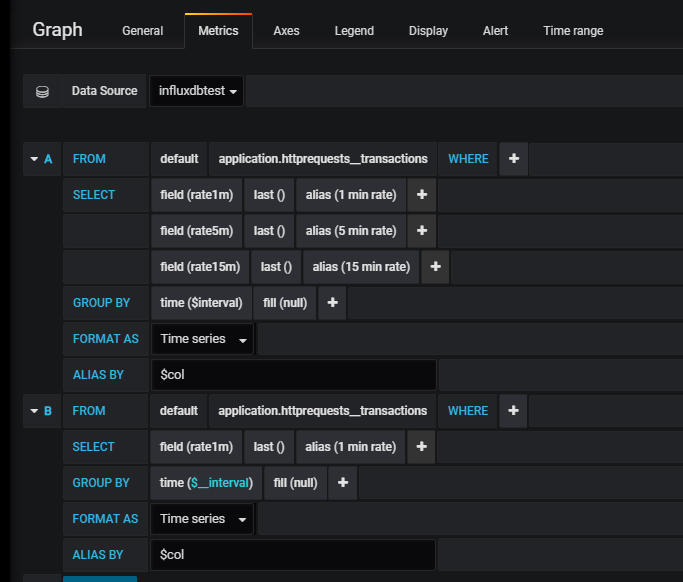 Graph General Metrics Axes Legend Display Alert Time range
Data Source influxdbtest
A FROM default application.httprequests__transactions WHERE +
SELECT field (rate1m) last () alias (1 min rate) +
field (rate5m) last () alias (5 min rate) +
field (rate15m) last () alias (15 min rate) +
GROUP BY time ($interval) fill (null) +
FORMAT AS Time series
ALIAS BY $col
B FROM default application.httprequests__transactions WHERE +
SELECT field (rate1m) last () alias (1 min rate) +
GROUP BY time ($__interval) fill (null) +
FORMAT AS Time series
ALIAS BY $col